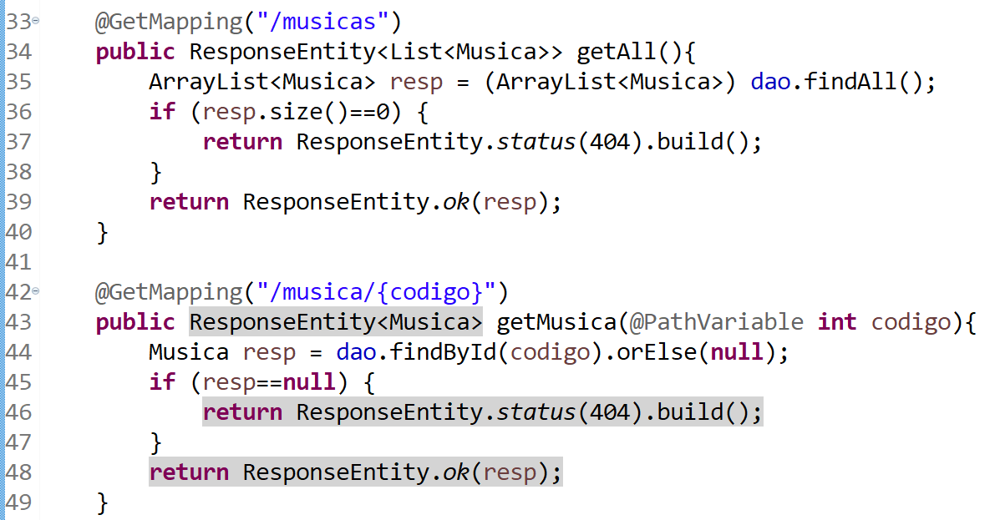 33 @GetMapping("/musicas")
34 public ResponseEntity<List<Musica>> getAll(){
35 ArrayList<Musica> resp = (ArrayList<Musica>) dao.findAll();
36 if (resp.size()==0) {
37 return ResponseEntity.status(404).build();
38 }
39 return ResponseEntity.ok(resp);
40 }
41
42 @GetMapping("/musica/{codigo}")
43 public ResponseEntity<Musica> getMusica(@PathVariable int codigo){
44 Musica resp = dao.findById(codigo).orElse(null);
45 if (resp==null) {
46 return ResponseEntity.status(404).build();
47 }
48 return ResponseEntity.ok(resp);
49 }